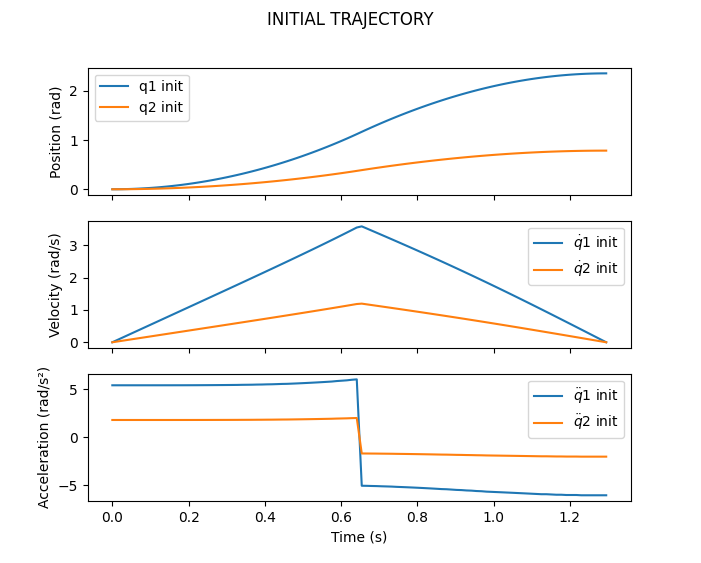 INITIAL TRAJECTORY
Position (rad)
2
1
0
q1 init
q2 init
Velocity (rad/s)
3
2
1
0
q̇1 init
q̇2 init
Acceleration (rad/s²)
5
0
−5
q̈1 init
q̈2 init
0.0 0.2 0.4 0.6 0.8 1.0 1.2
Time (s)